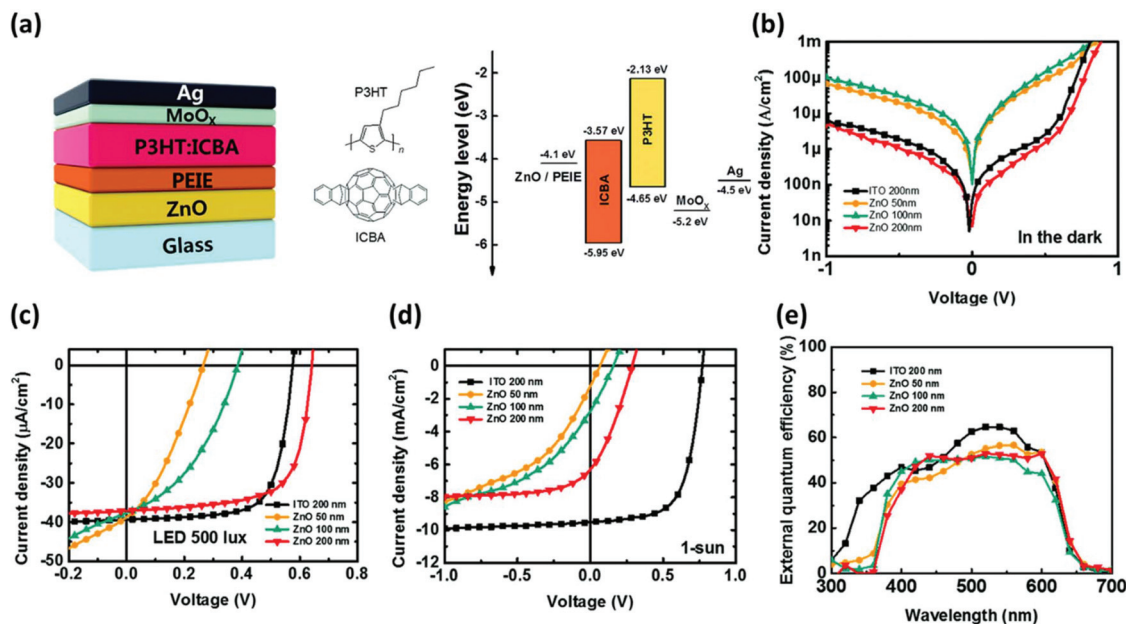 (a)
Ag
MoOₓ
P3HT:ICBA
PEIE
ZnO
Glass
P3HT
n
S
ICBA
Energy level (eV)
-2
-3
-4
-5
-6
-4.1 eV
ZnO / PEIE
-3.57 eV
ICBA
-5.95 eV
-2.13 eV
P3HT
-4.65 eV
MoOₓ
-5.2 eV
Ag
-4.5 eV
(b)
Current density (A/cm²)
1m
100µ
10µ
1µ
100n
10n
1n
ITO 200nm
ZnO 50nm
ZnO 100nm
ZnO 200nm
In the dark
-1
0
1
Voltage (V)
(c)
Current density (µA/cm²)
0
-10
-20
-30
-40
-50
LED 500 lux
ITO 200 nm
ZnO 50 nm
ZnO 100 nm
ZnO 200 nm
-0.2 0.0 0.2 0.4 0.6 0.8
Voltage (V)
(d)
Current density (mA/cm²)
0
-2
-4
-6
-8
-10
-12
ITO 200 nm
ZnO 50 nm
ZnO 100 nm
ZnO 200 nm
1-sun
-1.0 -0.5 0.0 0.5 1.0
Voltage (V)
(e)
External quantum efficiency (%)
100
80
60
40
20
0
ITO 200 nm
ZnO 50 nm
ZnO 100 nm
ZnO 200 nm
300 400 500 600 700
Wavelength (nm)